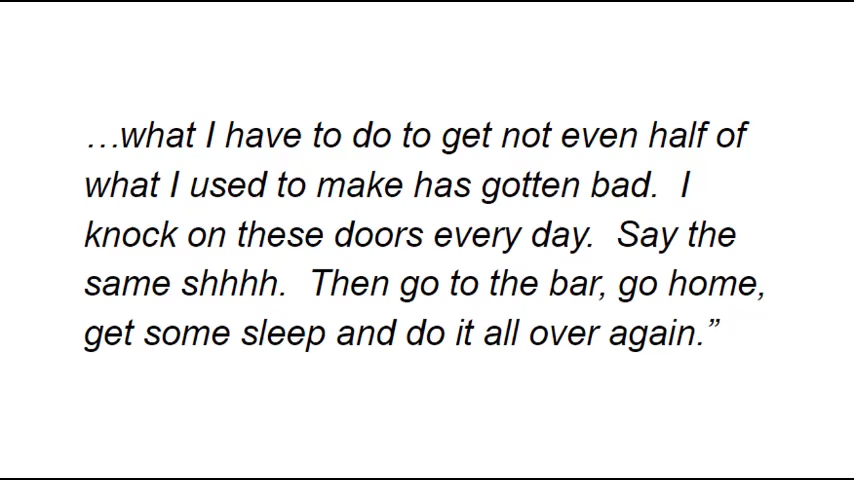 …what I have to do to get not even half of
what I used to make has gotten bad.  I
knock on these doors every day.  Say the
same shhhh.  Then go to the bar, go home,
get some sleep and do it all over again.”